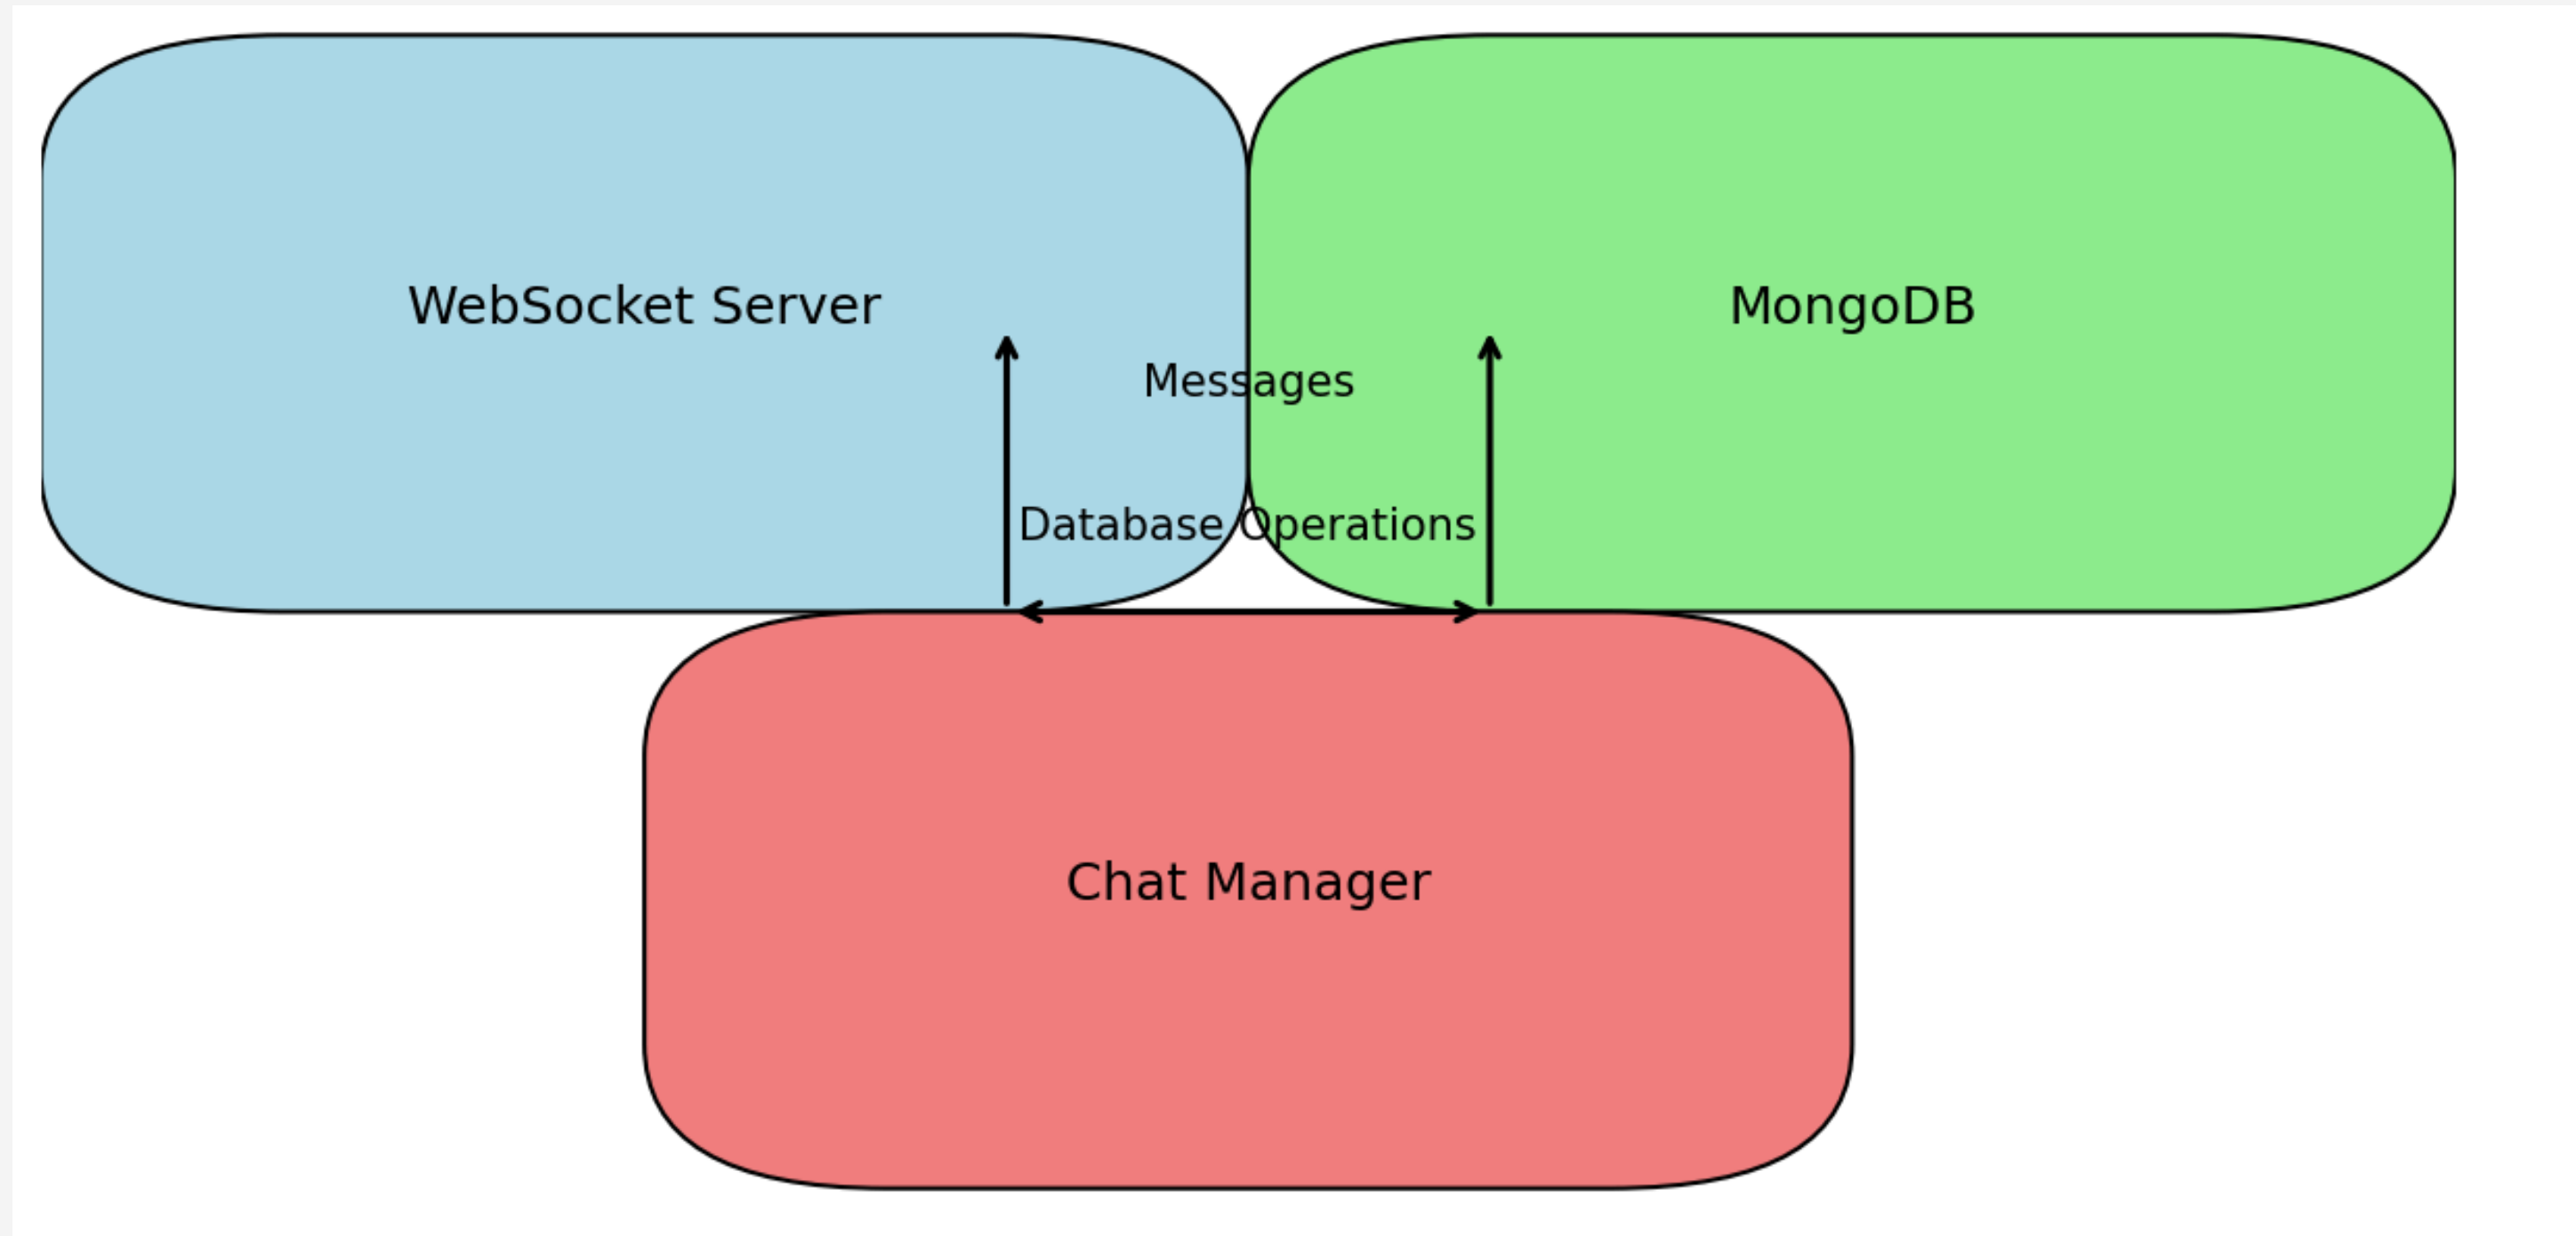 WebSocket Server
MongoDB
Messages
Database Operations
Chat Manager